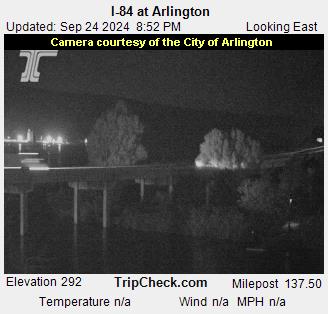 I-84 at Arlington
Updated: Sep 24 2024 8:52 PM Looking East
Camera courtesy of the City of Arlington
Elevation 292 TripCheck.com Milepost 137.50
Temperature n/a Wind n/a MPH n/a